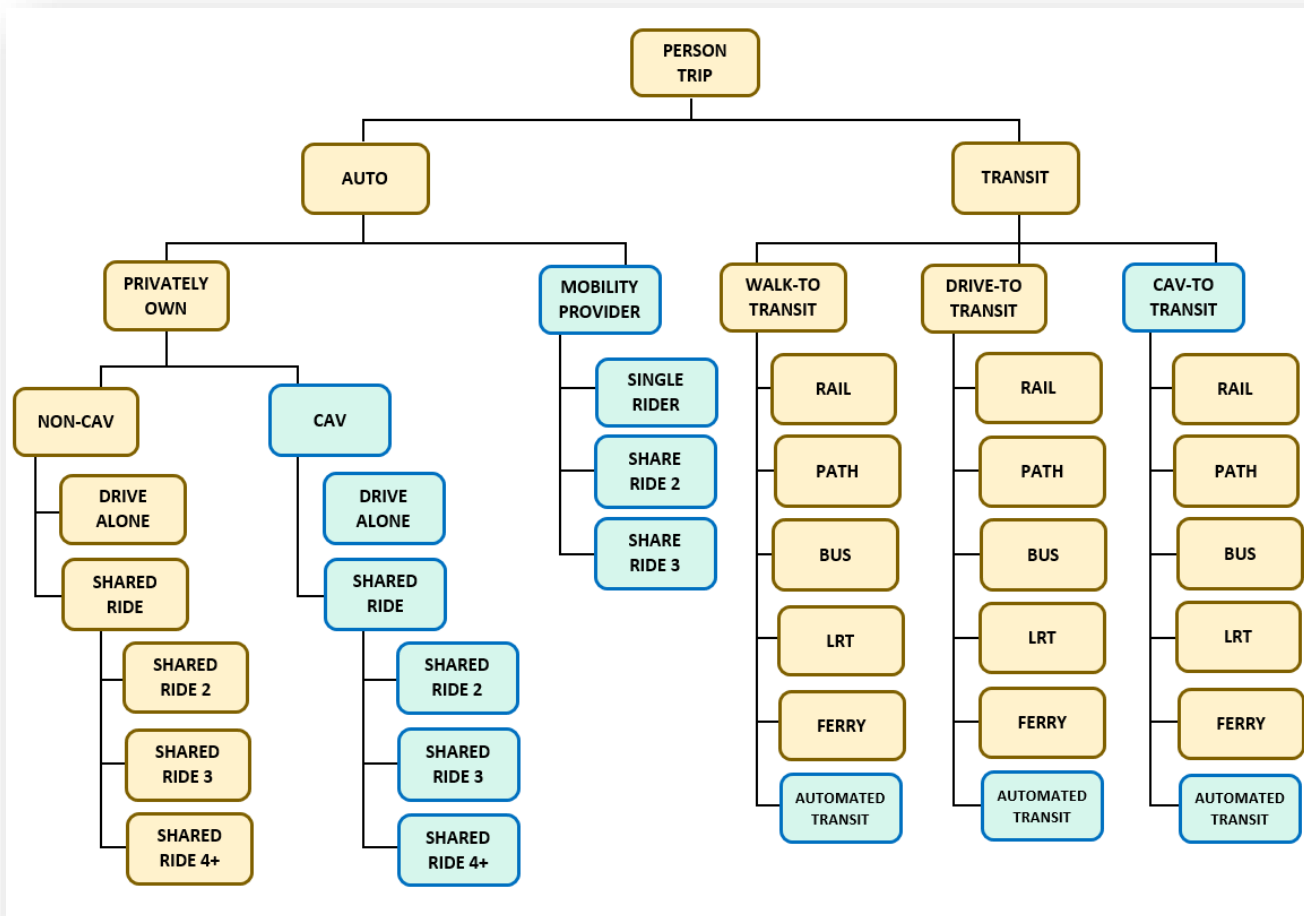 PERSON
TRIP
AUTO
TRANSIT
PRIVATELY
OWN
MOBILITY
PROVIDER
WALK-TO
TRANSIT
DRIVE-TO
TRANSIT
CAV-TO
TRANSIT
NON-CAV
CAV
DRIVE
ALONE
SHARED
RIDE
SHARED
RIDE 2
SHARED
RIDE 3
SHARED
RIDE 4+
DRIVE
ALONE
SHARED
RIDE
SHARED
RIDE 2
SHARED
RIDE 3
SHARED
RIDE 4+
SINGLE
RIDER
SHARE
RIDE 2
SHARE
RIDE 3
RAIL
PATH
BUS
LRT
FERRY
AUTOMATED
TRANSIT
RAIL
PATH
BUS
LRT
FERRY
AUTOMATED
TRANSIT
RAIL
PATH
BUS
LRT
FERRY
AUTOMATED
TRANSIT